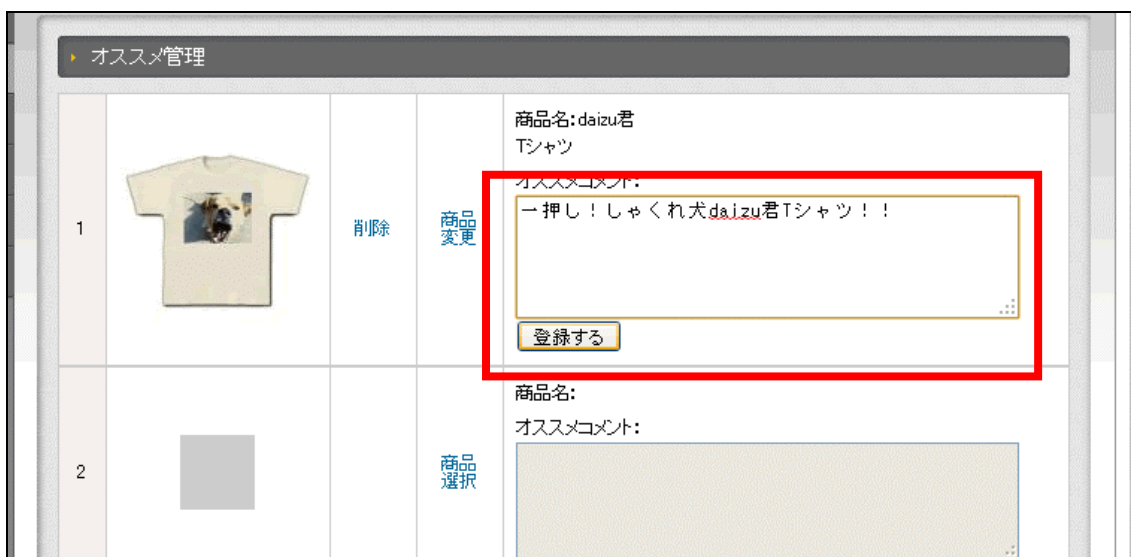 オススメ管理
1
削除
商品
変更
商品名:daizu君
Tシャツ
オススメコメント:
一押し！しゃくれ犬daizu君Tシャツ！！
登録する
2
商品
選択
商品名:
オススメコメント: